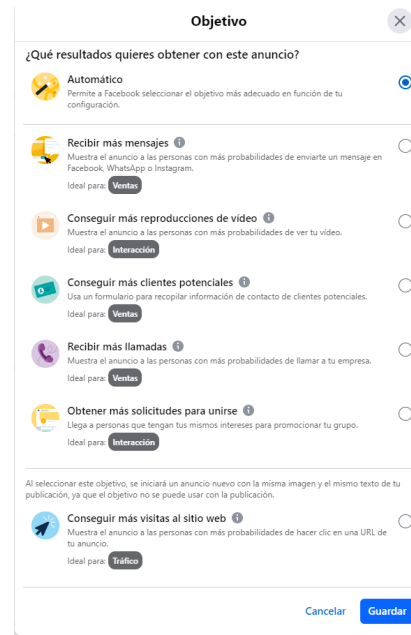 Objetivo
¿Qué resultados quieres obtener con este anuncio?
Automático
Permite a Facebook seleccionar el objetivo más adecuado en función de tu
configuración.
Recibir más mensajes
Muestra el anuncio a las personas con más probabilidades de enviarte un mensaje en
Facebook, WhatsApp o Instagram.
Ideal para: Ventas
Conseguir más reproducciones de vídeo
Muestra el anuncio a las personas con más probabilidades de ver tu vídeo.
Ideal para: Interacción
Conseguir más clientes potenciales
Usa un formulario para recopilar información de contacto de clientes potenciales.
Ideal para: Ventas
Recibir más llamadas
Muestra el anuncio a las personas con más probabilidades de llamar a tu empresa.
Ideal para: Ventas
Obtener más solicitudes para unirse
Llega a personas que tengan tus mismos intereses para promocionar tu grupo.
Ideal para: Interacción
Al seleccionar este objetivo, se iniciará un anuncio nuevo con la misma imagen y el mismo texto de tu
publicación, ya que el objetivo no se puede usar con la publicación.
Conseguir más visitas al sitio web
Muestra el anuncio a las personas con más probabilidades de hacer clic en una URL de
tu anuncio.
Ideal para: Tráfico
Cancelar Guardar